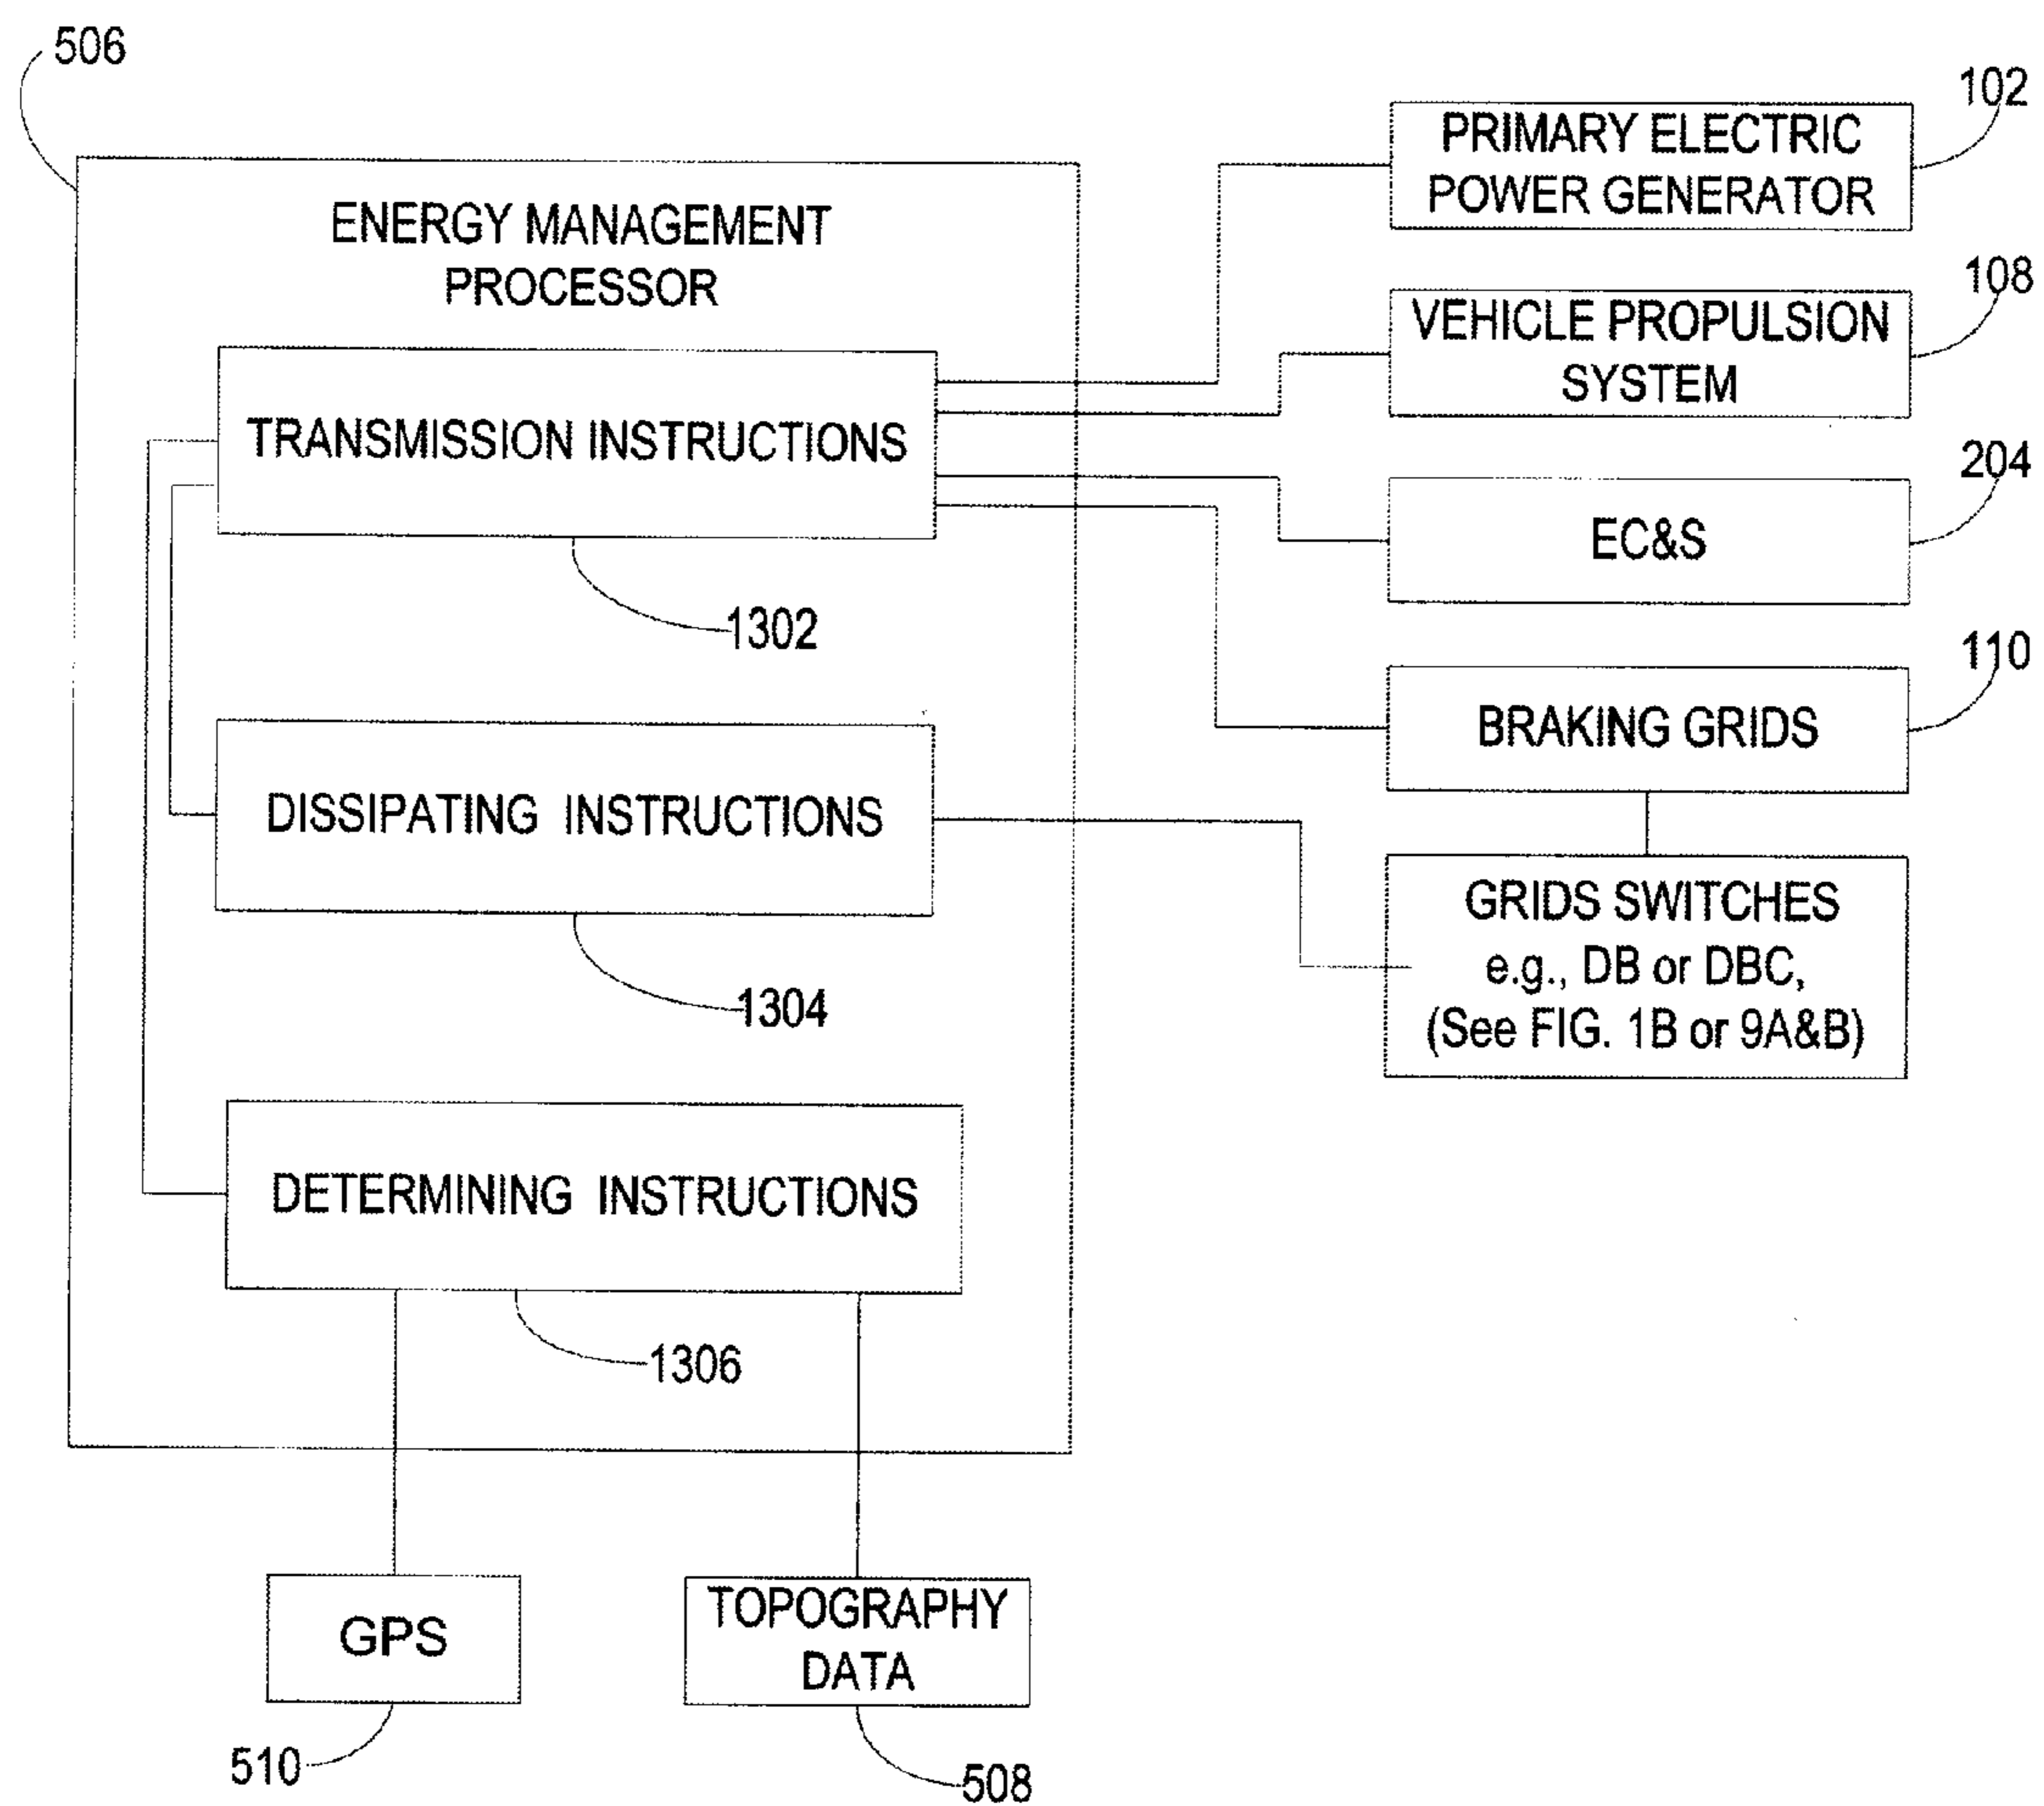 506
102
PRIMARY ELECTRIC
POWER GENERATOR
ENERGY MANAGEMENT
PROCESSOR
108
VEHICLE PROPULSION
SYSTEM
TRANSMISSION INSTRUCTIONS
204
EC&S
1302
110
BRAKING GRIDS
DISSIPATING INSTRUCTIONS
1304
GRIDS SWITCHES
e.g., DB or DBC,
(See FIG. 1B or 9A&B)
DETERMINING INSTRUCTIONS
1306
GPS
TOPOGRAPHY
DATA
510
508